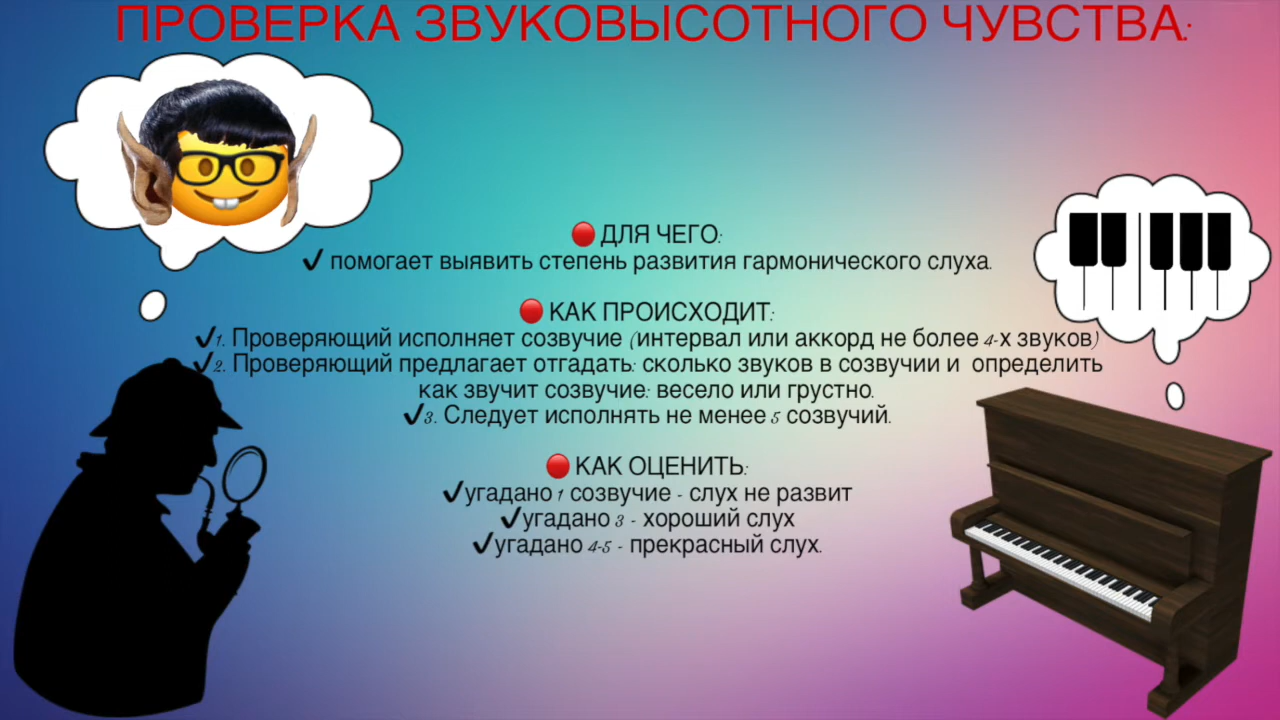 ПРОВЕРКА ЗВУКОВЫСОТНОГО ЧУВСТВА:
🔴 ДЛЯ ЧЕГО:
✔ помогает выявить степень развития гармонического слуха.
🔴 КАК ПРОИСХОДИТ:
✔1. Проверяющий исполняет созвучие (интервал или аккорд не более 4-х звуков)
✔2. Проверяющий предлагает отгадать: сколько звуков в созвучии и определить
как звучит созвучие: весело или грустно.
✔3. Следует исполнять не менее 5 созвучий.
🔴 КАК ОЦЕНИТЬ:
✔угадано 1 созвучие - слух не развит
✔угадано 3 - хороший слух
✔угадано 4-5 - прекрасный слух.